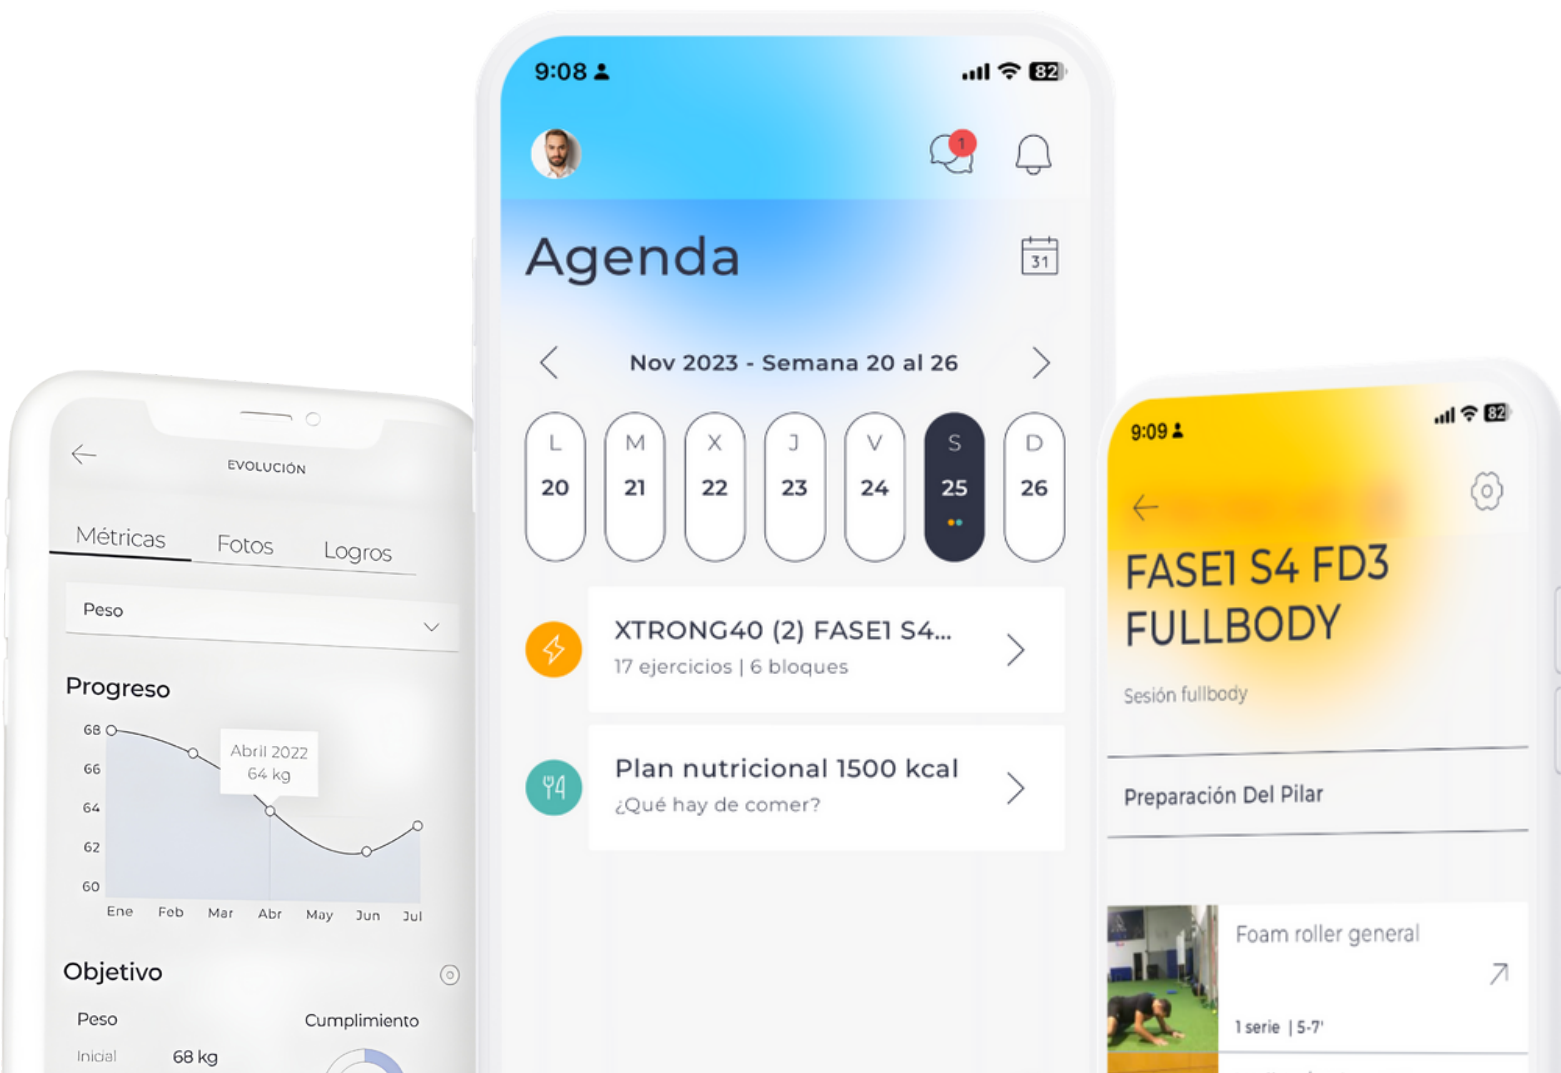 EVOLUCIÓN
Métricas Fotos Logros
Peso
Progreso
68
66
64
62
60
Abril 2022
64 kg
Ene Feb Mar Abr May Jun Jul
Objetivo
Peso
Cumplimiento
Inicial 68 kg
9:08
82
1
Agenda
31
Nov 2023 - Semana 20 al 26
L M X J V S D
20 21 22 23 24 25 26
XTRONG40 (2) FASE1 S4...
17 ejercicios | 6 bloques
Plan nutricional 1500 kcal
¿Qué hay de comer?
9:09
82
FASE1 S4 FD3
FULLBODY
Sesión fullbody
Preparación Del Pilar
Foam roller general
1 serie | 5-7'